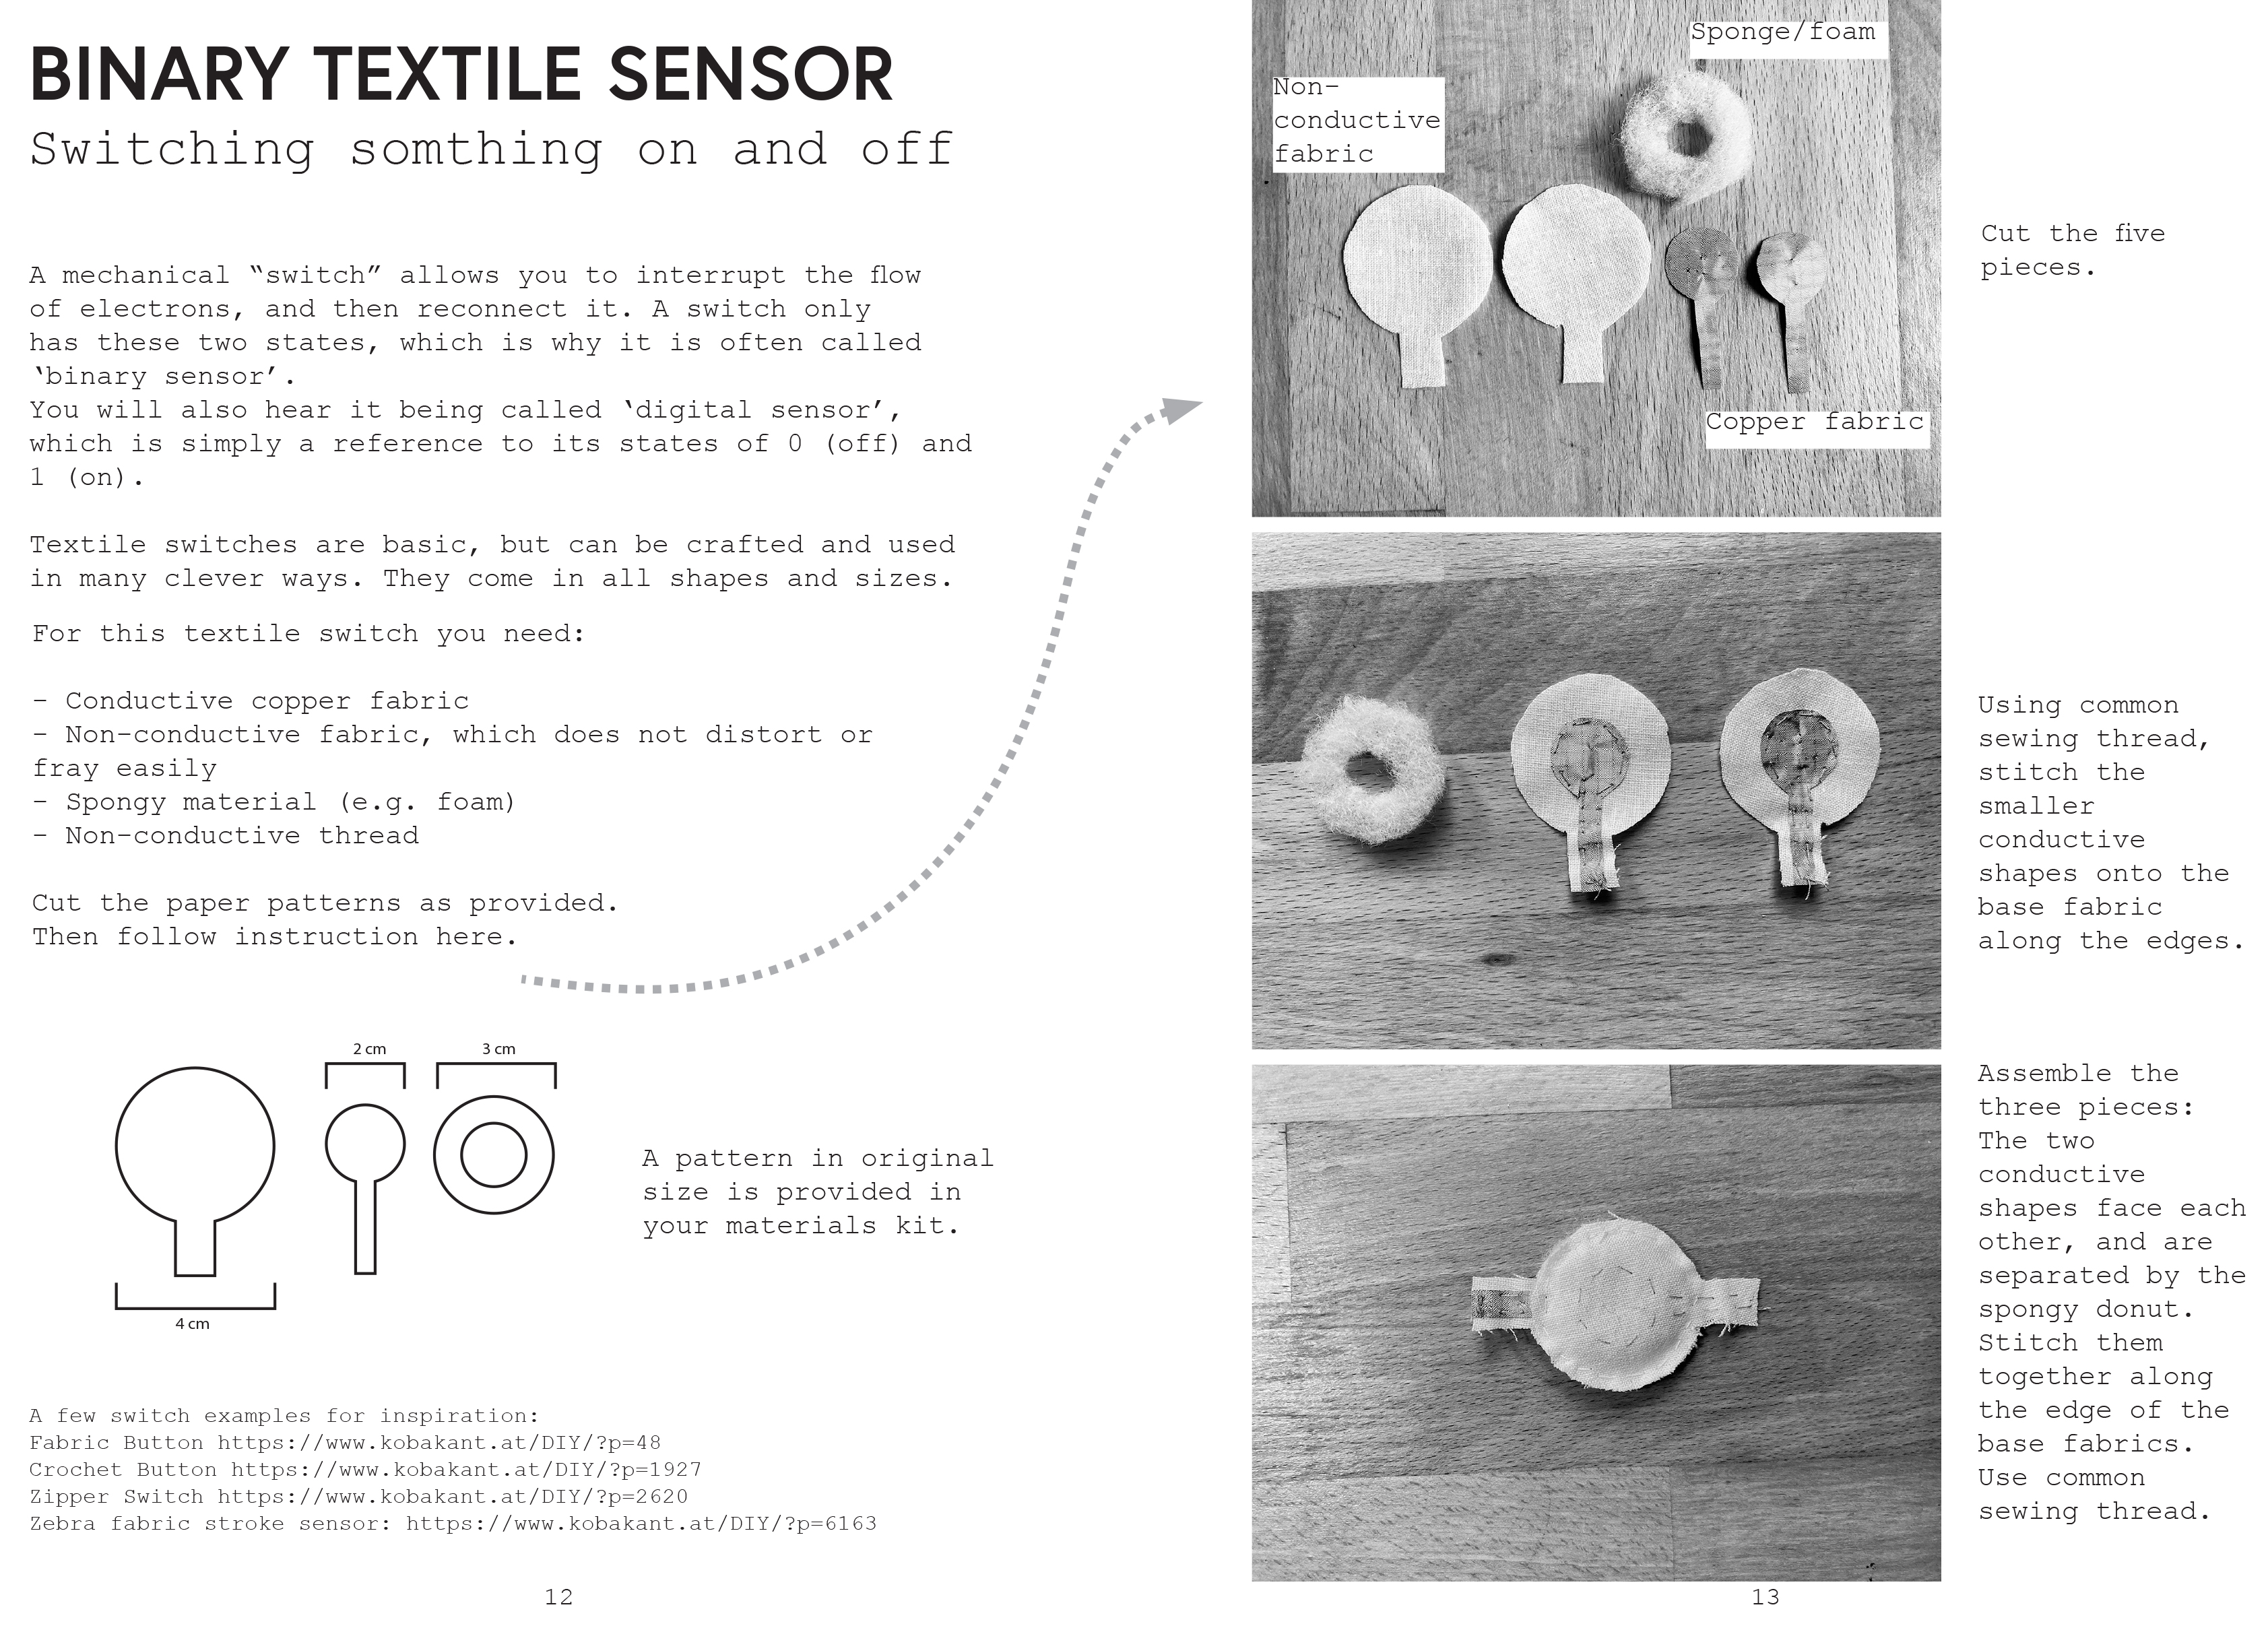 BINARY TEXTILE SENSOR
Switching somthing on and off
A mechanical “switch” allows you to interrupt the flow
of electrons, and then reconnect it. A switch only
has these two states, which is why it is often called
‘binary sensor’.
You will also hear it being called ‘digital sensor’,
which is simply a reference to its states of 0 (off) and
1 (on).
Textile switches are basic, but can be crafted and used
in many clever ways. They come in all shapes and sizes.
For this textile switch you need:
- Conductive copper fabric
- Non-conductive fabric, which does not distort or
fray easily
- Spongy material (e.g. foam)
- Non-conductive thread
Cut the paper patterns as provided.
Then follow instruction here.
2 cm
3 cm
4 cm
A pattern in original
size is provided in
your materials kit.
A few switch examples for inspiration:
Fabric Button https://www.kobakant.at/DIY/?p=48
Crochet Button https://www.kobakant.at/DIY/?p=1927
Zipper Switch https://www.kobakant.at/DIY/?p=2620
Zebra fabric stroke sensor: https://www.kobakant.at/DIY/?p=6163
12
Sponge/foam
Non-
conductive
fabric
Copper fabric
Cut the five
pieces.
Using common
sewing thread,
stitch the
smaller
conductive
shapes onto the
base fabric
along the edges.
Assemble the
three pieces:
The two
conductive
shapes face each
other, and are
separated by the
spongy donut.
Stitch them
together along
the edge of the
base fabrics.
Use common
sewing thread.
13